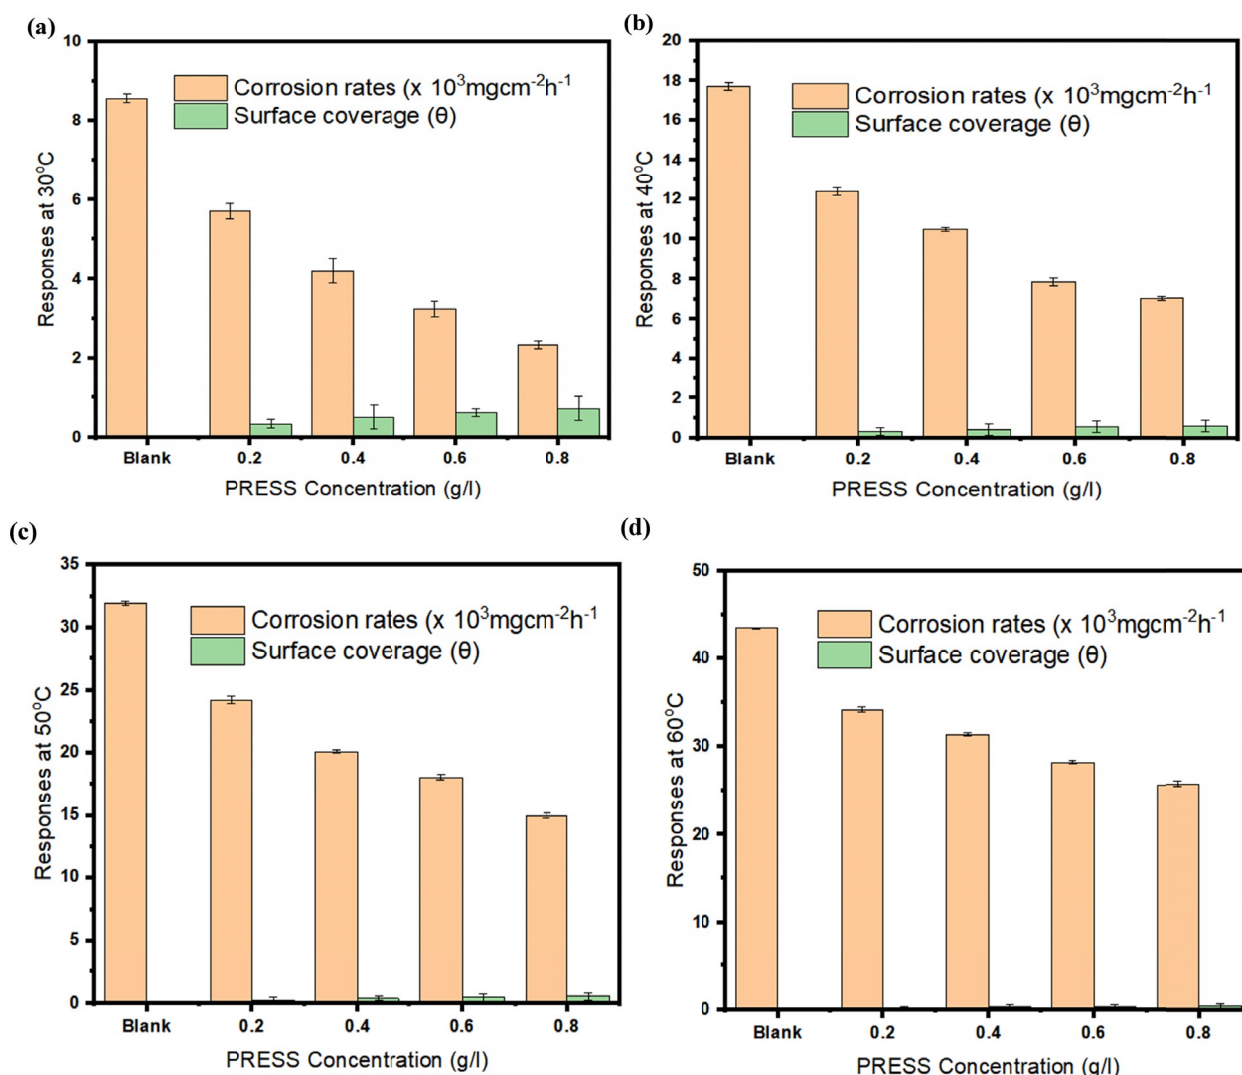 (a)
10
8
6
4
2
0
Responses at 30°C
Corrosion rates (x 10³mgcm⁻²h⁻¹
Surface coverage (θ)
Blank 0.2 0.4 0.6 0.8
PRESS Concentration (g/l)
(b)
20
18
16
14
12
10
8
6
4
2
0
Responses at 40°C
Corrosion rates (x 10³mgcm⁻²h⁻¹
Surface coverage (θ)
Blank 0.2 0.4 0.6 0.8
PRESS Concentration (g/l)
(c)
35
30
25
20
15
10
5
0
Responses at 50°C
Corrosion rates (x 10³mgcm⁻²h⁻¹
Surface coverage (θ)
Blank 0.2 0.4 0.6 0.8
PRESS Concentration (g/l)
(d)
50
40
30
20
10
0
Responses at 60°C
Corrosion rates (x 10³mgcm⁻²h⁻¹
Surface coverage (θ)
Blank 0.2 0.4 0.6 0.8
PRESS Concentration (g/l)